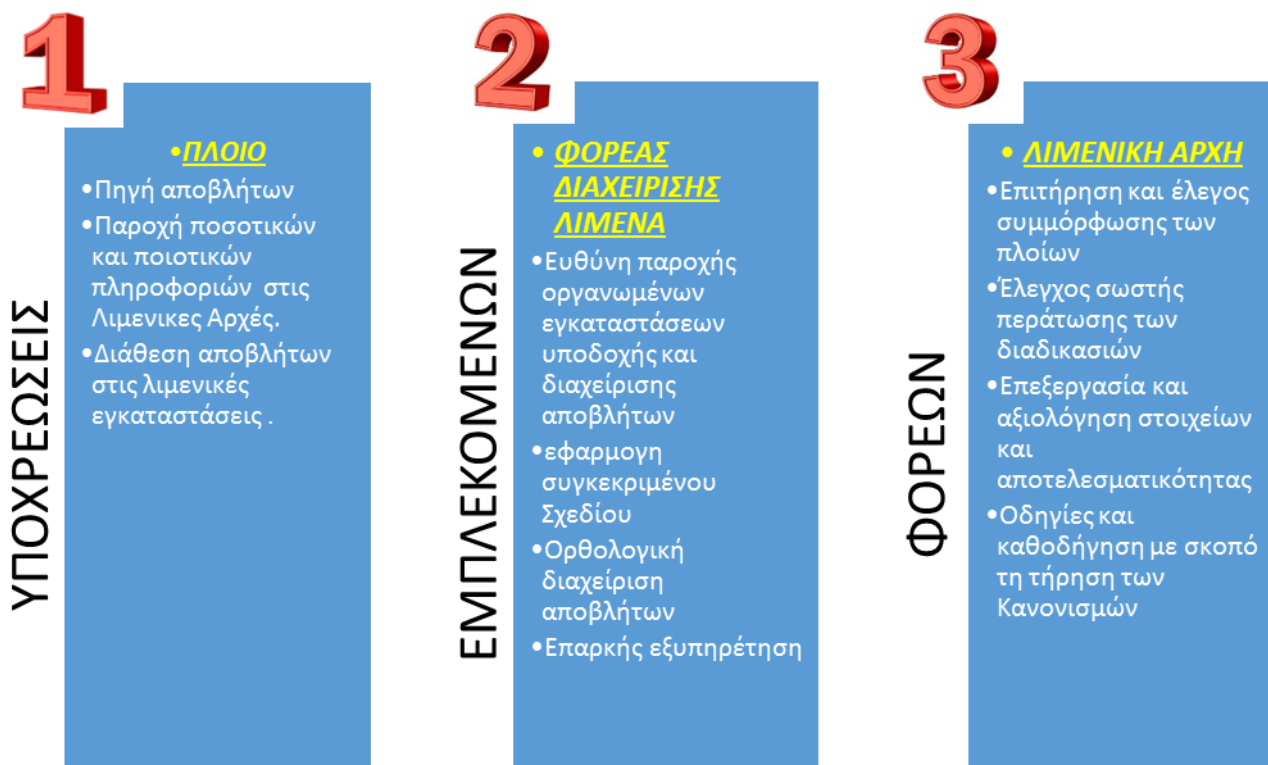 1
ΥΠΟΧΡΕΩΣΕΙΣ
•ΠΛΟΙΟ
•Πηγή αποβλήτων
•Παροχή ποσοτικών
και ποιοτικών
πληροφοριών στις
Λιμενικες Αρχές.
•Διάθεση αποβλήτων
στις λιμενικές
εγκαταστάσεις .
2
ΕΜΠΛΕΚΟΜΕΝΩΝ
• ΦΟΡΕΑΣ
ΔΙΑΧΕΙΡΙΣΗΣ
ΛΙΜΕΝΑ
•Ευθύνη παροχής
οργανωμένων
εγκαταστάσεων
υποδοχής και
διαχείρισης
αποβλήτων
•εφαρμογη
συγκεκριμένου
Σχεδίου
•Ορθολογική
διαχείριση
αποβλήτων
•Επαρκής εξυπηρέτηση
3
ΦΟΡΕΩΝ
• ΛΙΜΕΝΙΚΗ ΑΡΧΗ
•Επιτήρηση και έλεγος
συμμόρφωσης των
πλοίων
•Έλεγχος σωστής
περάτωσης των
διαδικασιών
•Επεξεργασία και
αξιολόγηση στοιχείων
και
αποτελεσματικότητας
•Οδηγίες και
καθοδήγηση με σκοπό
τη τήρηση των
Κανονισμών